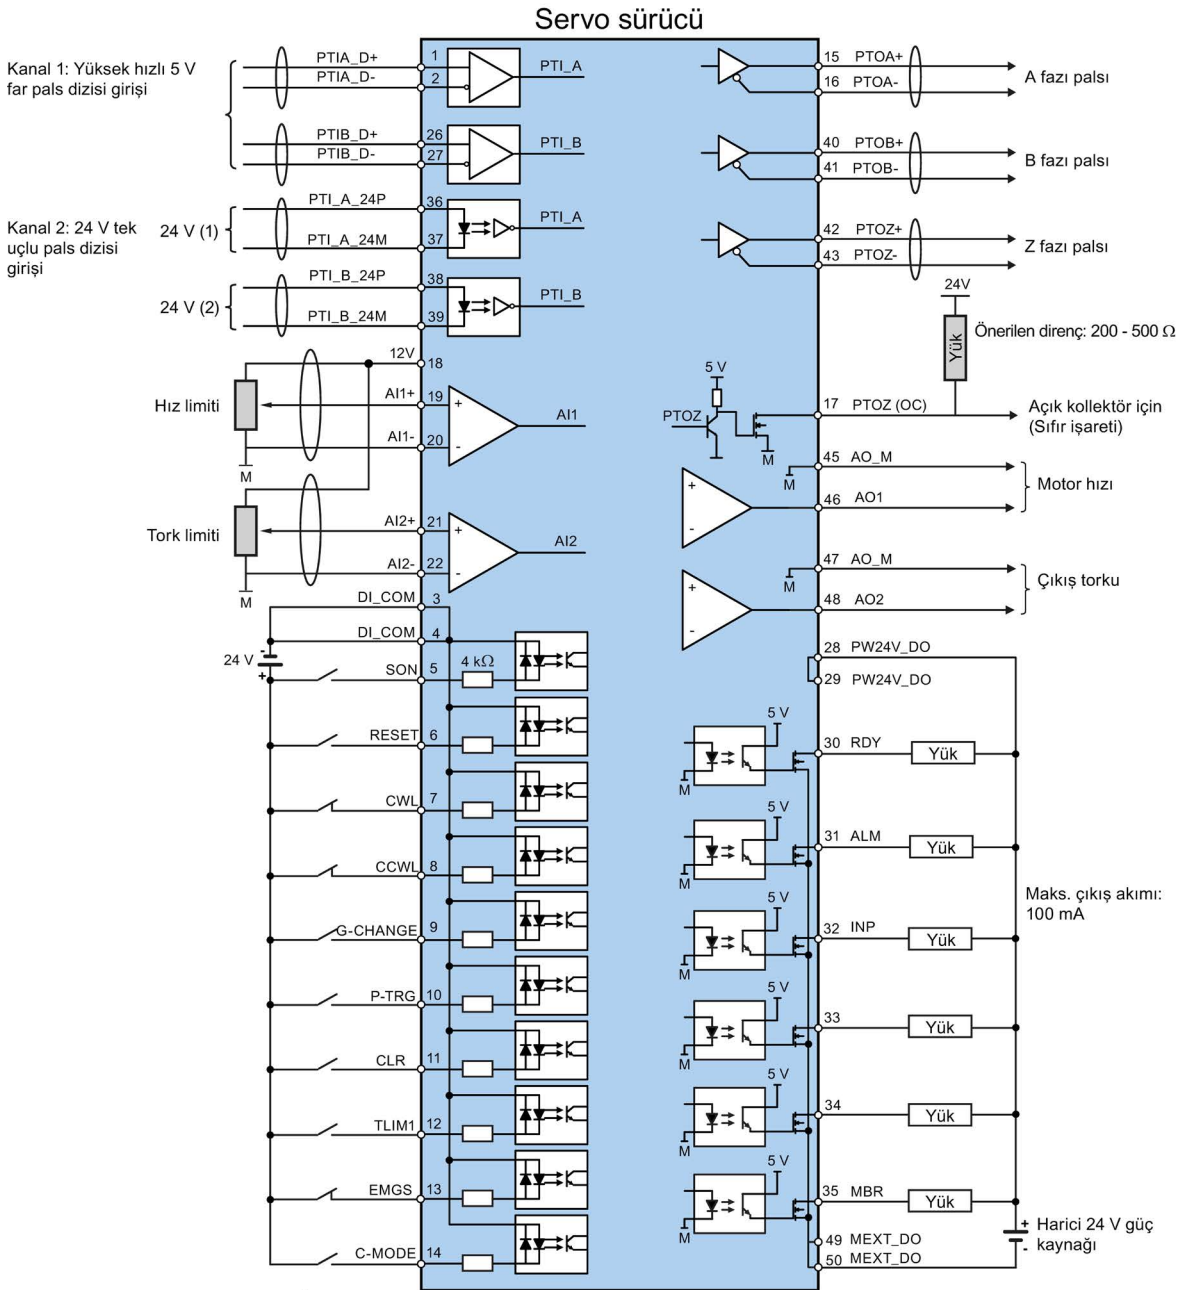 Servo sürücü
Kanal 1: Yüksek hızlı 5 V
far pals dizisi girişi
PTIA_D+
1
PTIA_D-
2
PTI_A
PTIB_D+
26
PTIB_D-
27
PTI_B
Kanal 2: 24 V tek
uçlu pals dizisi
girişi
24 V (1)
PTI_A_24P
36
PTI_A_24M
37
PTI_A
24 V (2)
PTI_B_24P
38
PTI_B_24M
39
PTI_B
12V
18
Hız limiti
AI1+
19
AI1-
20
+
-
AI1
M
Tork limiti
AI2+
21
AI2-
22
+
-
AI2
M
DI_COM
3
DI_COM
4
24 V
-
+
SON
5
4 kΩ
RESET
6
CWL
7
CCWL
8
G-CHANGE
9
P-TRG
10
CLR
11
TLIM1
12
EMGS
13
C-MODE
14
15
PTOA+
16
PTOA-
A fazı palsı
40
PTOB+
41
PTOB-
B fazı palsı
42
PTOZ+
43
PTOZ-
Z fazı palsı
24V
Yük
Önerilen direnç: 200 - 500 Ω
5 V
PTOZ
M
17
PTOZ (OC)
Açık kollektör için
(Sıfır işareti)
M
45
AO_M
46
AO1
+
-
Motor hızı
M
47
AO_M
48
AO2
+
-
Çıkış torku
28
PW24V_DO
29
PW24V_DO
5 V
M
30
RDY
Yük
5 V
M
31
ALM
Yük
Maks. çıkış akımı:
100 mA
5 V
M
32
INP
Yük
5 V
M
33
Yük
5 V
M
34
Yük
5 V
M
35
MBR
Yük
+
-
Harici 24 V güç
kaynağı
49
MEXT_DO
50
MEXT_DO